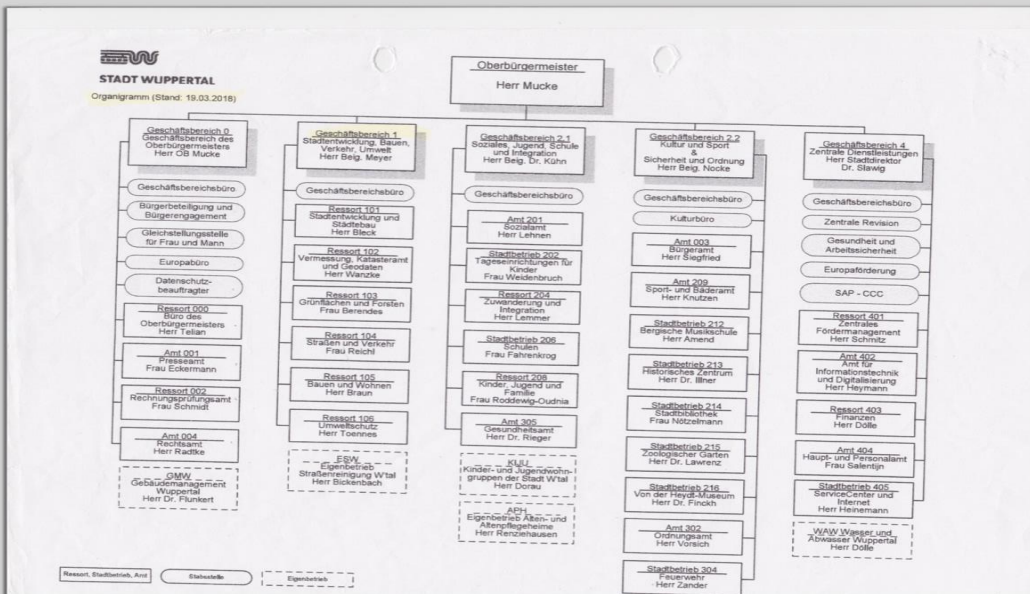 STADT WUPPERTAL
Organigramm (Stand: 19.03.2018)
Oberbürgermeister
Herr Mucke
Geschäftsbereich 0
Geschäftsbereich des
Oberbürgermeisters
Herr OB Mucke
Geschäftsbereichsbüro
Bürgerbeteiligung und
Bürgerengagement
Gleichstellungsstelle
für Frau und Mann
Europabüro
Datenschutz-
beauftragter
Ressort 000
Büro des
Oberbürgermeisters
Herr Telian
Amt 001
Presseamt
Frau Eckermann
Ressort 002
Rechnungsprüfungsamt
Frau Schmidt
Amt 004
Rechtsamt
Herr Radtke
GMW
Gebäudemanagement
Wuppertal
Herr Dr. Flunkert
Geschäftsbereich 1
Stadtentwicklung, Bauen,
Verkehr, Umwelt
Herr Beig. Meyer
Geschäftsbereichsbüro
Ressort 101
Stadtentwicklung und
Städtebau
Herr Bleck
Ressort 102
Vermessung, Katasteramt
und Geodaten
Herr Wanzke
Ressort 103
Grünflächen und Forsten
Frau Berendes
Ressort 104
Straßen und Verkehr
Frau Reichl
Ressort 105
Bauen und Wohnen
Herr Braun
Ressort 106
Umweltschutz
Herr Toennes
ESW
Eigenbetrieb
Straßenreinigung W'tal
Herr Bickenbach
Geschäftsbereich 2.1
Soziales, Jugend, Schule
und Integration
Herr Beig. Dr. Kühn
Geschäftsbereichsbüro
Amt 201
Sozialamt
Herr Lehnen
Stadtbetrieb 202
Tageseinrichtungen für
Kinder
Frau Weidenbruch
Ressort 204
Zuwanderung und
Integration
Herr Lemmer
Stadtbetrieb 206
Schulen
Frau Fahrenkrog
Ressort 208
Kinder, Jugend und
Familie
Frau Roddewig-Oudnia
Amt 305
Gesundheitsamt
Herr Dr. Rieger
KIJU
Kinder- und Jugendwohn-
gruppen der Stadt W'tal
Herr Dorau
APH
Eigenbetrieb Alten- und
Altenpflegeheime
Herr Renziehausen
Geschäftsbereich 2.2
Kultur und Sport
&
Sicherheit und Ordnung
Herr Beig. Nocke
Geschäftsbereichsbüro
Kulturbüro
Amt 003
Bürgeramt
Herr Siegfried
Amt 209
Sport- und Bäderamt
Herr Knutzen
Stadtbetrieb 212
Bergische Musikschule
Herr Amend
Stadtbetrieb 213
Historisches Zentrum
Herr Dr. Illner
Stadtbetrieb 214
Stadtbibliothek
Frau Nötzelmann
Stadtbetrieb 215
Zoologischer Garten
Herr Dr. Lawrenz
Stadtbetrieb 216
Von der Heydt-Museum
Herr Dr. Finckh
Amt 302
Ordnungsamt
Herr Vorsich
Stadtbetrieb 304
Feuerwehr
Herr Zander
Geschäftsbereich 4
Zentrale Dienstleistungen
Herr Stadtdirektor
Dr. Slawig
Geschäftsbereichsbüro
Zentrale Revision
Gesundheit und
Arbeitssicherheit
Europaförderung
SAP - CCC
Ressort 401
Zentrales
Fördermanagement
Herr Schmitz
Amt 402
Amt für
Informationstechnik
und Digitalisierung
Herr Heymann
Ressort 403
Finanzen
Herr Dölle
Amt 404
Haupt- und Personalamt
Frau Salentijn
Stadtbetrieb 405
ServiceCenter und
Internet
Herr Heinemann
WAW Wasser und
Abwasser Wuppertal
Herr Dölle
Ressort, Stadtbetrieb, Amt
Stabsstelle
Eigenbetrieb